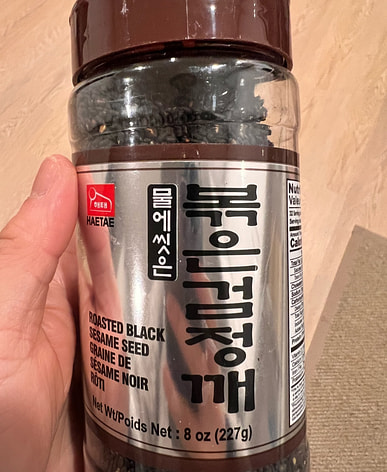 HAETAE
물에 씻은
볶은검정깨
ROASTED BLACK
SESAME SEED
GRAINE DE
SÉSAME NOIR
RÔTI
Net Wt/Poids Net : 8 oz (227g)